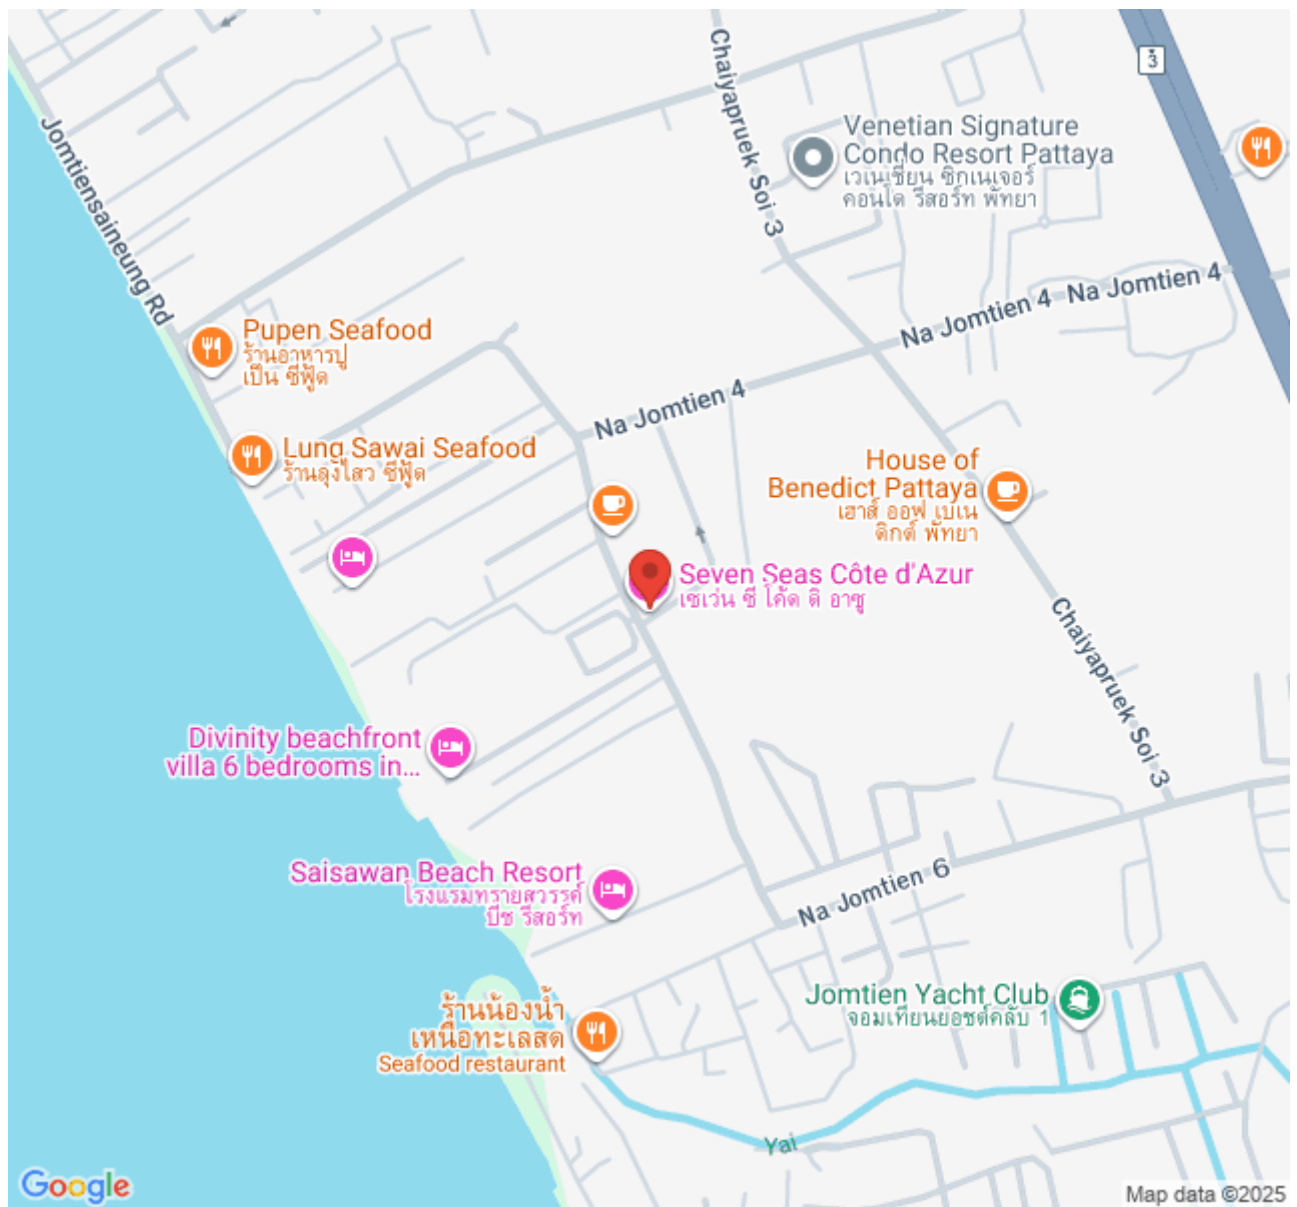 Chaiyapruek Soi 3
3
Venetian Signature
Condo Resort Pattaya
เวเนเชี่ยน ซิกเนเจอร์
คอนโด รีสอร์ท พัทยา
Jomtiensaineung Rd
Na Jomtien 4
Na Jomtien 4
Pupen Seafood
ร้านอาหารปู
เป็น ซีฟู้ด
Na Jomtien 4
Lung Sawai Seafood
ร้านลุงไสว ซีฟู้ด
House of
Benedict Pattaya
เฮาส์ ออฟ เบเน
ดิกต์ พัทยา
Seven Seas Côte d'Azur
เซเว่น ซี โค้ด ดิ อาซู
Chaiyapruek Soi 3
Divinity beachfront
villa 6 bedrooms in...
Saisawan Beach Resort
โรงแรมทรายสวรรค์
บีช รีสอร์ท
Na Jomtien 6
Jomtien Yacht Club
จอมเทียนยอชต์คลับ 1
ร้านน้องน้ำ
เหนือทะเลสด
Seafood restaurant
Yai
Google
Map data ©2025